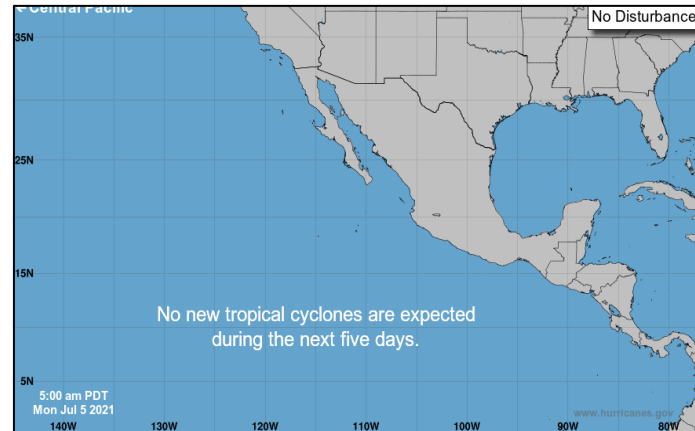 Central Pacific
No Disturbance
35N
25N
15N
No new tropical cyclones are expected
during the next five days.
5N
5:00 am PDT
Mon Jul 5 2021
www.hurricanes.gov
140W 130W 120W 110W 100W 90W 80W